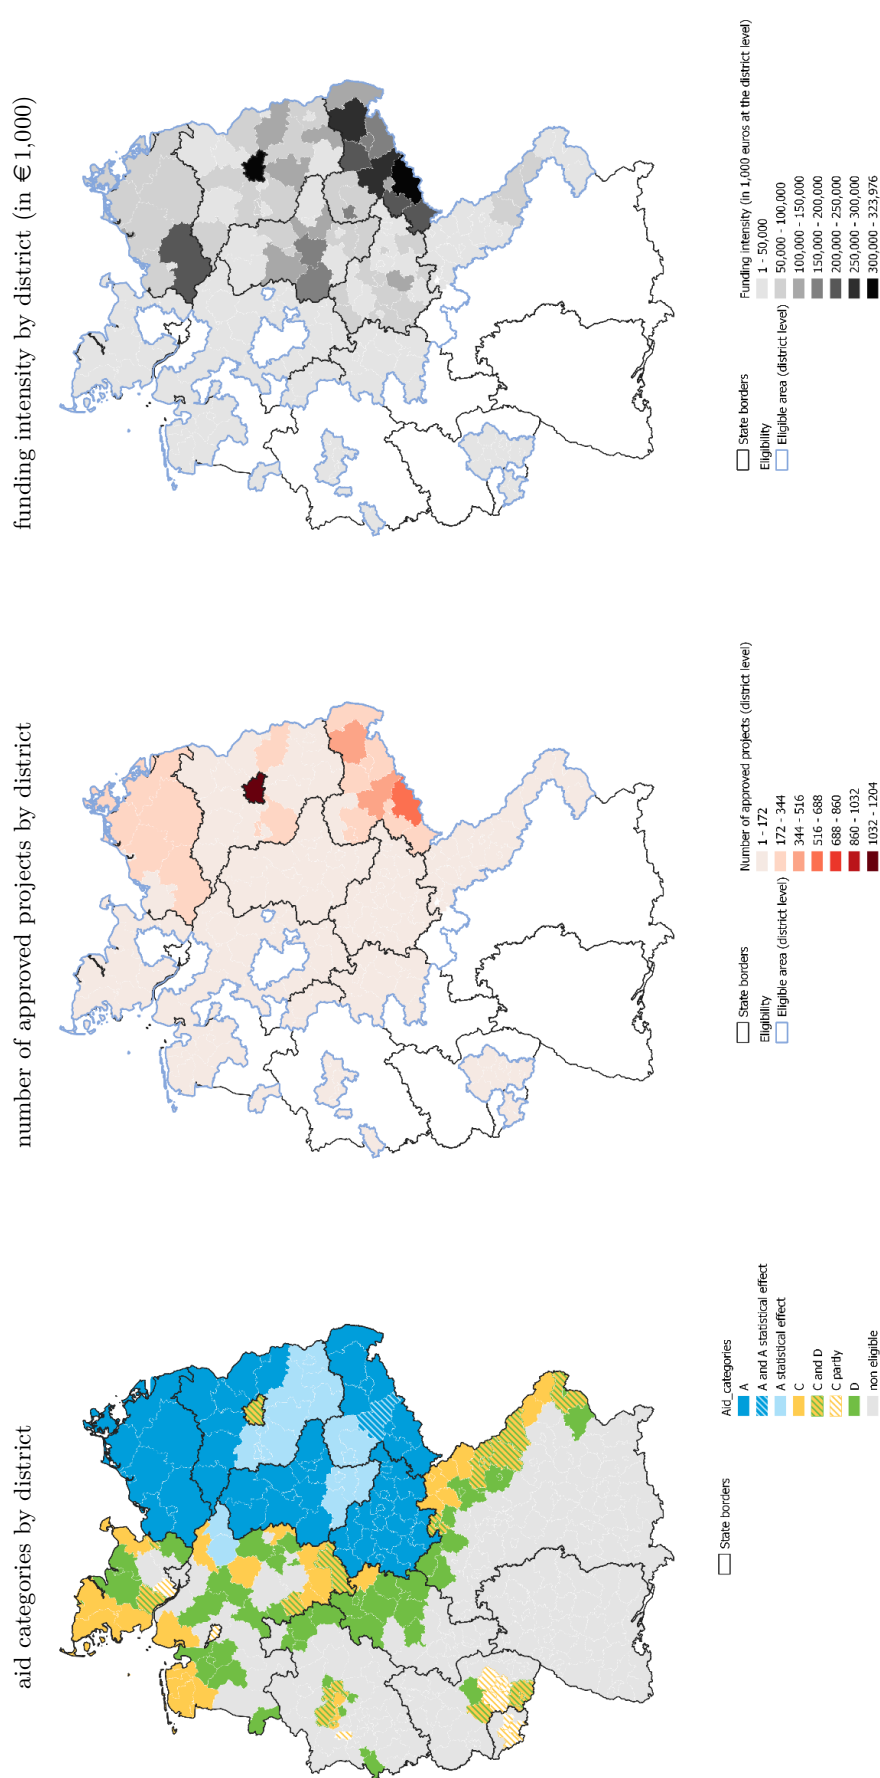 aid categories by district
State borders
Aid_categories
A
A and A statistical effect
A statistical effect
C
C and D
C partly
D
non eligible
number of approved projects by district
State borders
Eligibility
Eligible area (district level)
Number of approved projects (district level)
1 - 172
172 - 344
344 - 516
516 - 688
688 - 860
860 - 1032
1032 - 1204
funding intensity by district (in €1,000)
State borders
Eligibility
Eligible area (district level)
Funding intensity (in 1,000 euros at the district level)
1 - 50,000
50,000 - 100,000
100,000 - 150,000
150,000 - 200,000
200,000 - 250,000
250,000 - 300,000
300,000 - 323,976